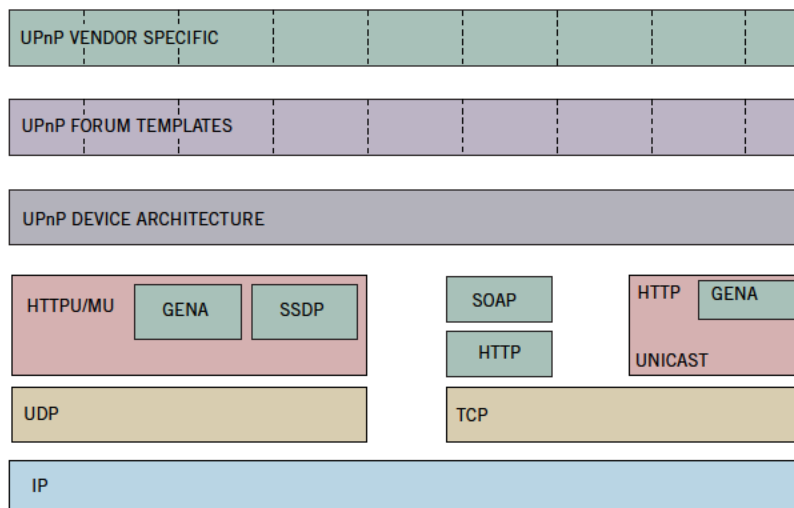 UPnP VENDOR SPECIFIC
UPnP FORUM TEMPLATES
UPnP DEVICE ARCHITECTURE
HTTPU/MU
GENA
SSDP
SOAP
HTTP
HTTP
GENA
UNICAST
UDP
TCP
IP